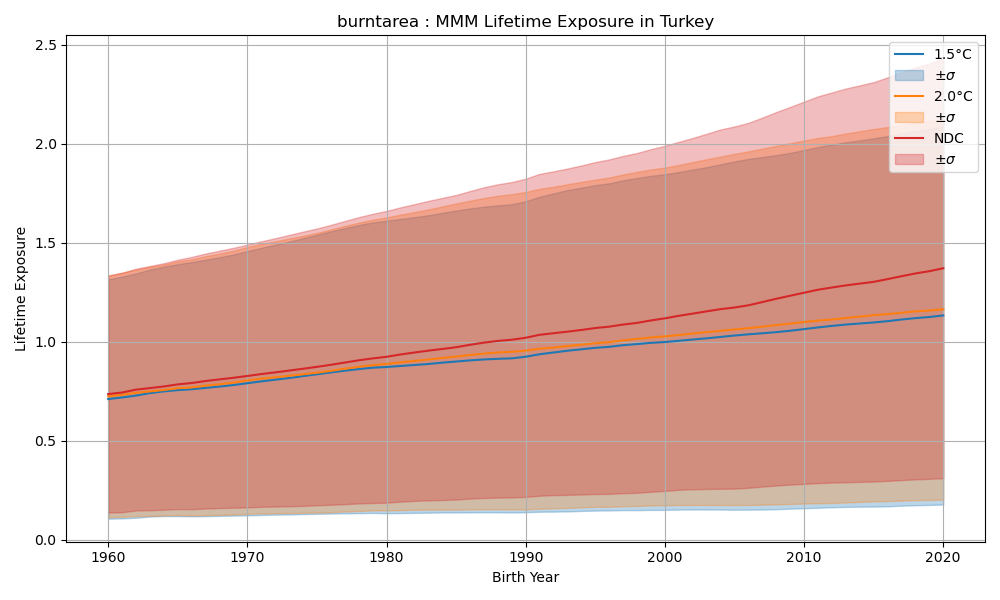 burntarea : MMM Lifetime Exposure in Turkey
2.5
2.0
1.5
1.0
0.5
0.0
Lifetime Exposure
1.5°C
±σ
2.0°C
±σ
NDC
±σ
1960 1970 1980 1990 2000 2010 2020
Birth Year